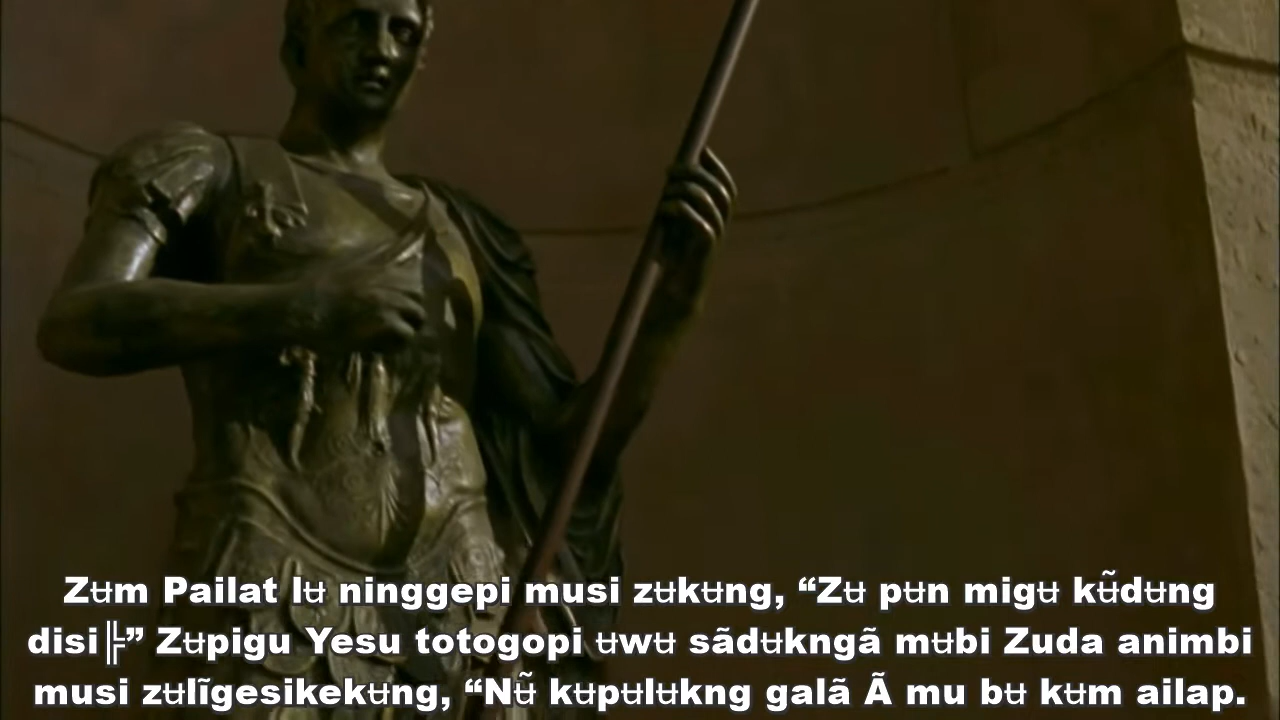 Zʉm Pailat lʉ ninggepi musi zʉkʉng, “Zʉ pʉn migʉ kʉ̃dʉng
disi╠” Zʉpigu Yesu totogopi ʉwʉ sãdʉkngã mʉbi Zuda animbi
musi zʉlĩgesikekʉng, “Nʉ̃ kʉpʉlʉkng galã Ã mu bʉ kʉm ailap.